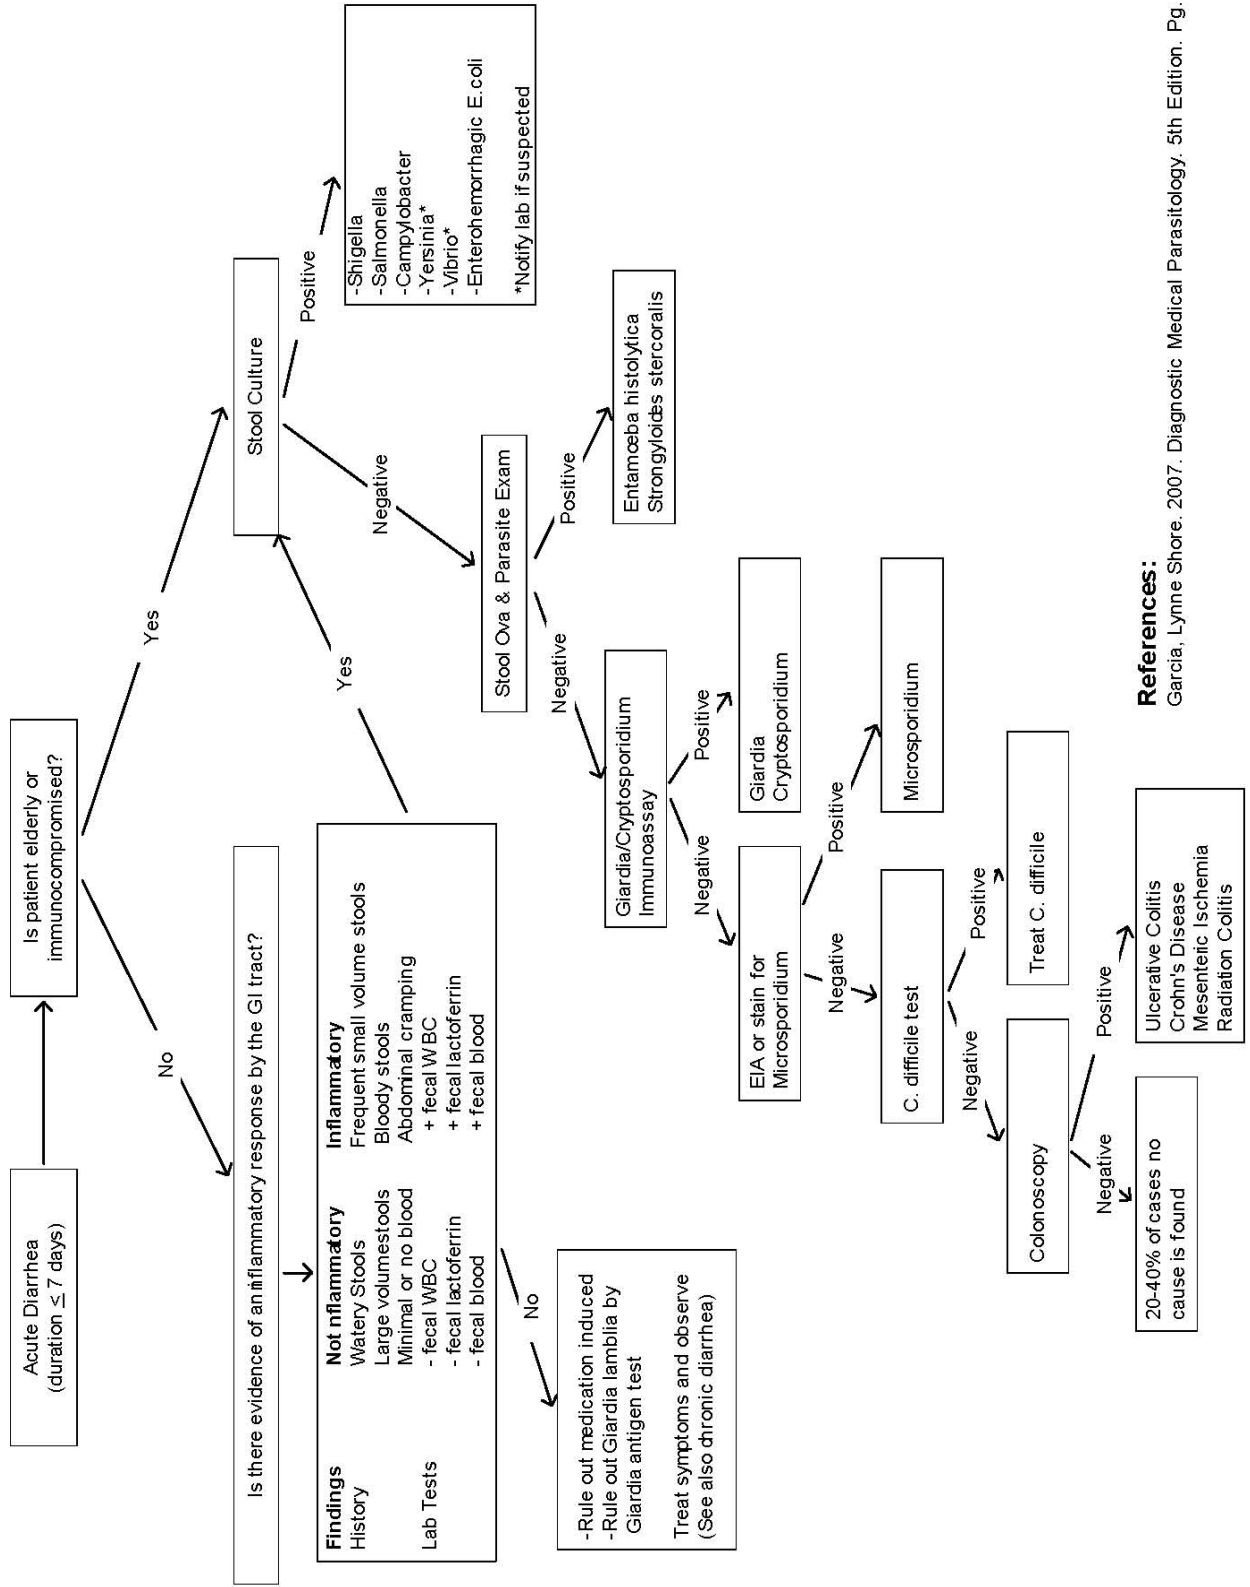 Acute Diarrhea
(duration ≤ 7 days)
Is patient elderly or
immunocompromised?
No
Yes
Is there evidence of an inflammatory response by the GI tract?
Stool Culture
Findings Not nflammatory Inflammatory
History Watery Stools Frequent small volume stools
Large volumestools Bloody stools
Minimal or no blood Abdominal cramping
Lab Tests - fecal WBC + fecal WBC
- fecal lactoferrin + fecal lactoferrin
- fecal blood + fecal blood
Yes
Positive
-Shigella
-Salmonella
-Campylobacter
-Yersinia*
-Vibrio*
-Enterohemorrhagic E.coli
*Notify lab if suspected
Negative
Stool Ova & Parasite Exam
No
-Rule out medication induced
-Rule out Giardia lamblia by
Giardia antigen test
Treat symptoms and observe
(See also chronic diarrhea)
Negative
Positive
Entamoeba histolytica
Strongyloides stercoralis
Giardia/Cryptosporidium
Immunoassay
Negative
Positive
Giardia
Cryptosporidium
EIA or stain for
Microsporidium
Negative
Positive
Microsporidium
C. difficile test
Negative
Positive
Treat C. difficile
Colonoscopy
Negative
Positive
20-40% of cases no
cause is found
Ulcerative Colitis
Crohn's Disease
Mesenteric Ischemia
Radiation Colitis
References:
Garcia, Lynne Shore. 2007. Diagnostic Medical Parasitology. 5th Edition. Pg.